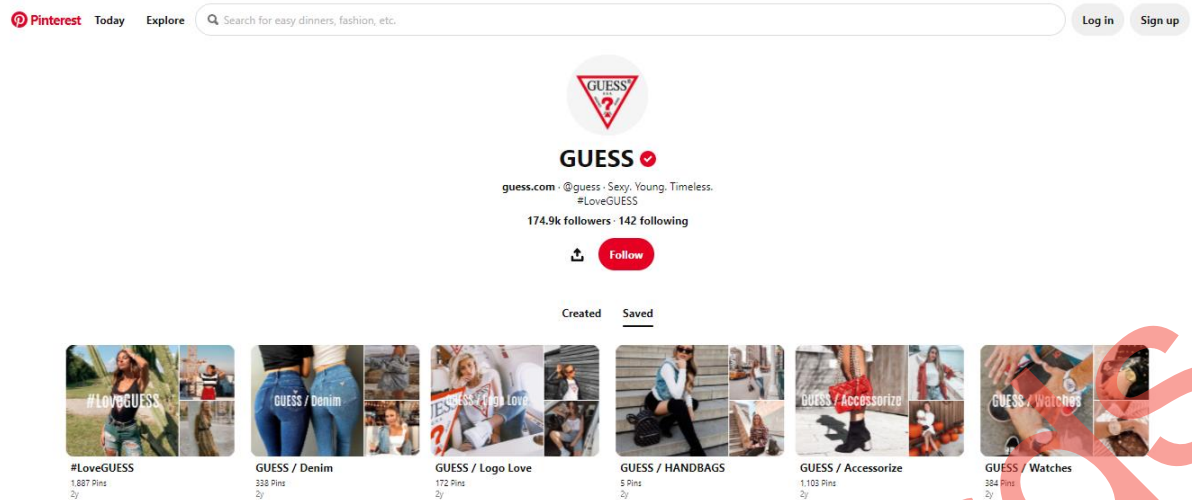 Pinterest Today Explore Search for easy dinners, fashion, etc. Log in Sign up
GUESS
?
GUESS
guess.com · @guess · Sexy. Young. Timeless.
#LoveGUESS
174.9k followers · 142 following
Follow
Created Saved
#LoveGUESS
GUESS / Denim
GUESS / Logo Love
GUESS / Accessorize
GUESS / Watches
#LoveGUESS
1,887 Pins
2y
GUESS / Denim
338 Pins
2y
GUESS / Logo Love
172 Pins
2y
GUESS / HANDBAGS
5 Pins
2y
GUESS / Accessorize
1,103 Pins
2y
GUESS / Watches
384 Pins
2y